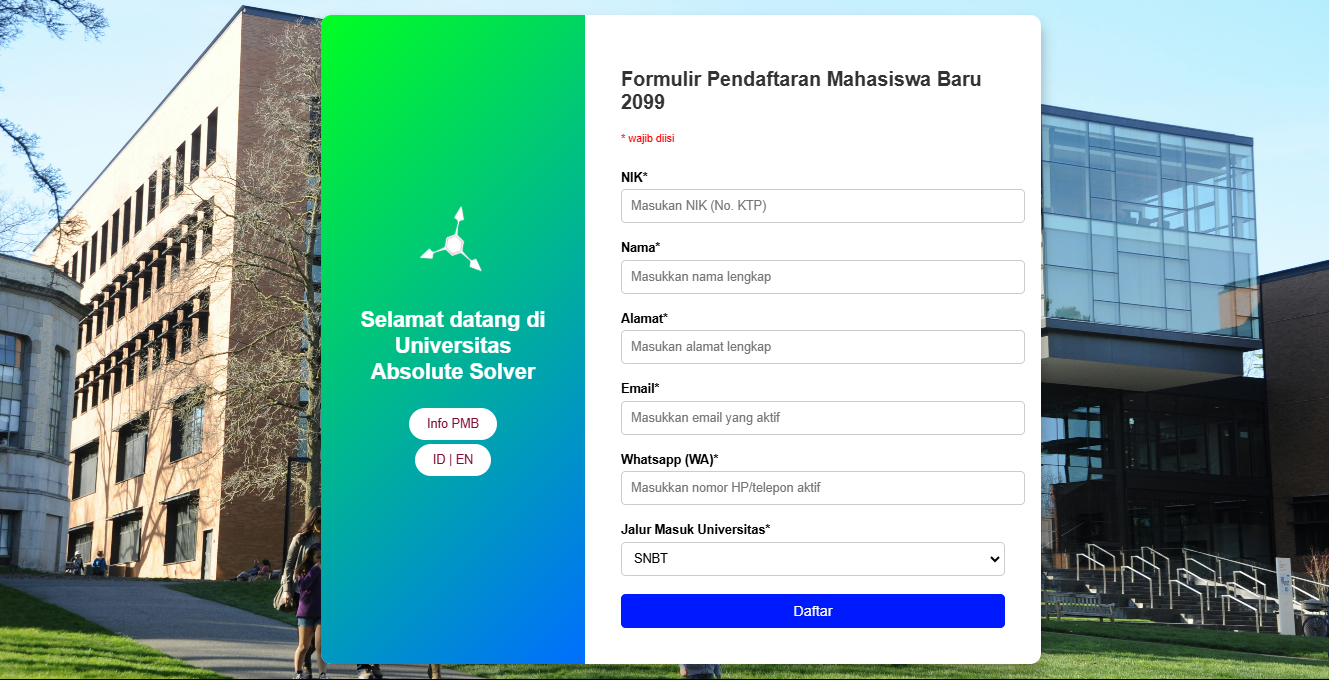 Selamat datang di
Universitas
Absolute Solver
Info PMB
ID | EN
Formulir Pendaftaran Mahasiswa Baru
2099
* wajib diisi
NIK*
Masukan NIK (No. KTP)
Nama*
Masukkan nama lengkap
Alamat*
Masukan alamat lengkap
Email*
Masukkan email yang aktif
Whatsapp (WA)*
Masukkan nomor HP/telepon aktif
Jalur Masuk Universitas*
SNBT
Daftar